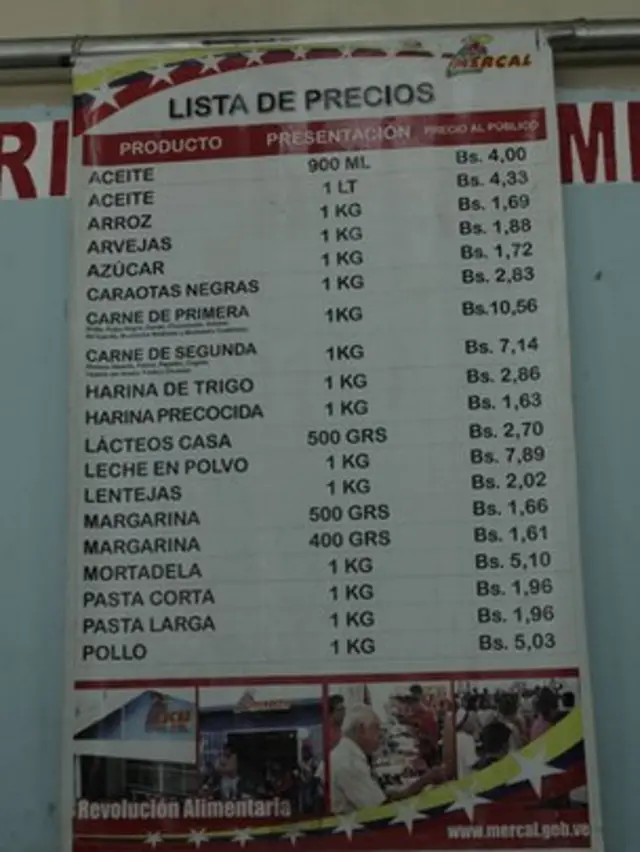 MERCAL
LISTA DE PRECIOS
RI
ME
PRODUCTO PRESENTACIÓN PRECIO AL PÚBLICO
ACEITE 900 ML Bs. 4,00
ACEITE 1 LT Bs. 4,33
ARROZ 1 KG Bs. 1,69
ARVEJAS 1 KG Bs. 1,88
AZÚCAR 1 KG Bs. 1,72
CARAOTAS NEGRAS 1 KG Bs. 2,83
CARNE DE PRIMERA 1KG Bs.10,56
CARNE DE SEGUNDA 1KG Bs. 7,14
HARINA DE TRIGO 1 KG Bs. 2,86
HARINA PRECOCIDA 1 KG Bs. 1,63
LÁCTEOS CASA 500 GRS Bs. 2,70
LECHE EN POLVO 1 KG Bs. 7,89
LENTEJAS 1 KG Bs. 2,02
MARGARINA 500 GRS Bs. 1,66
MARGARINA 400 GRS Bs. 1,61
MORTADELA 1 KG Bs. 5,10
PASTA CORTA 1 KG Bs. 1,96
PASTA LARGA 1 KG Bs. 1,96
POLLO 1 KG Bs. 5,03
MERCAL
Revolución Alimentaria
www.mercal.gob.ve